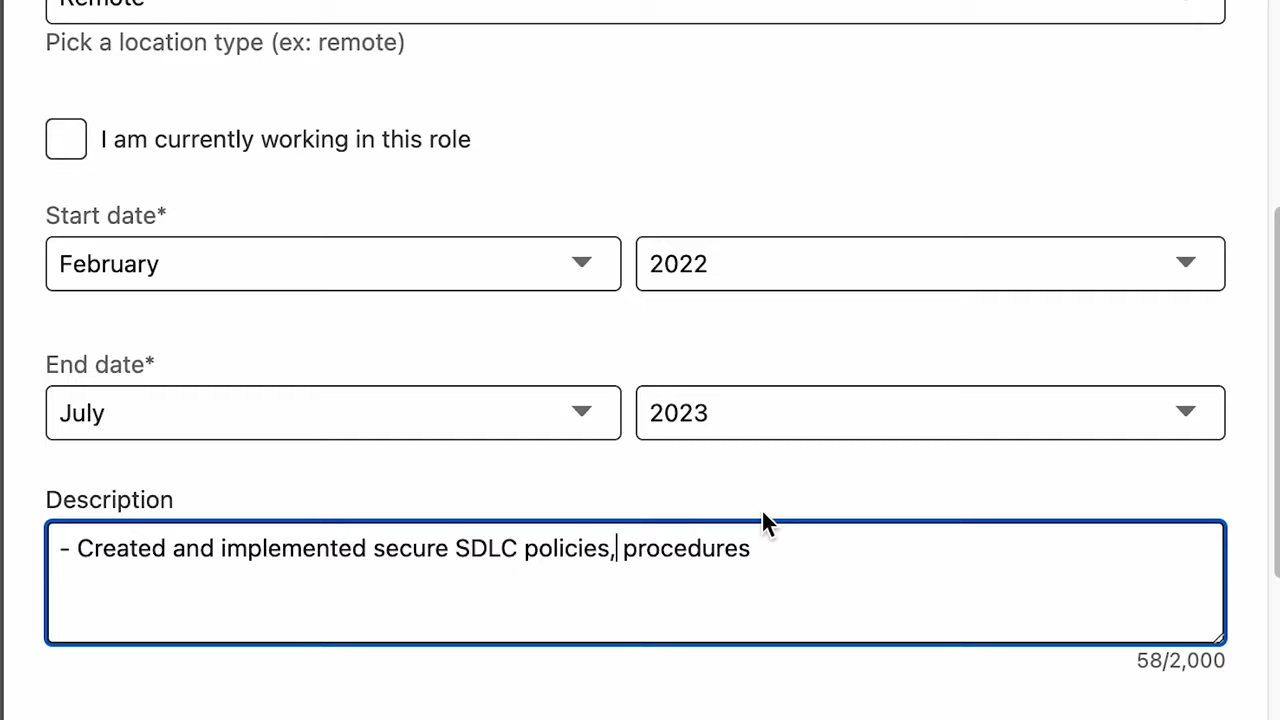 Remote
Pick a location type (ex: remote)
I am currently working in this role
Start date*
February
2022
End date*
July
2023
Description
- Created and implemented secure SDLC policies, procedures
58/2,000